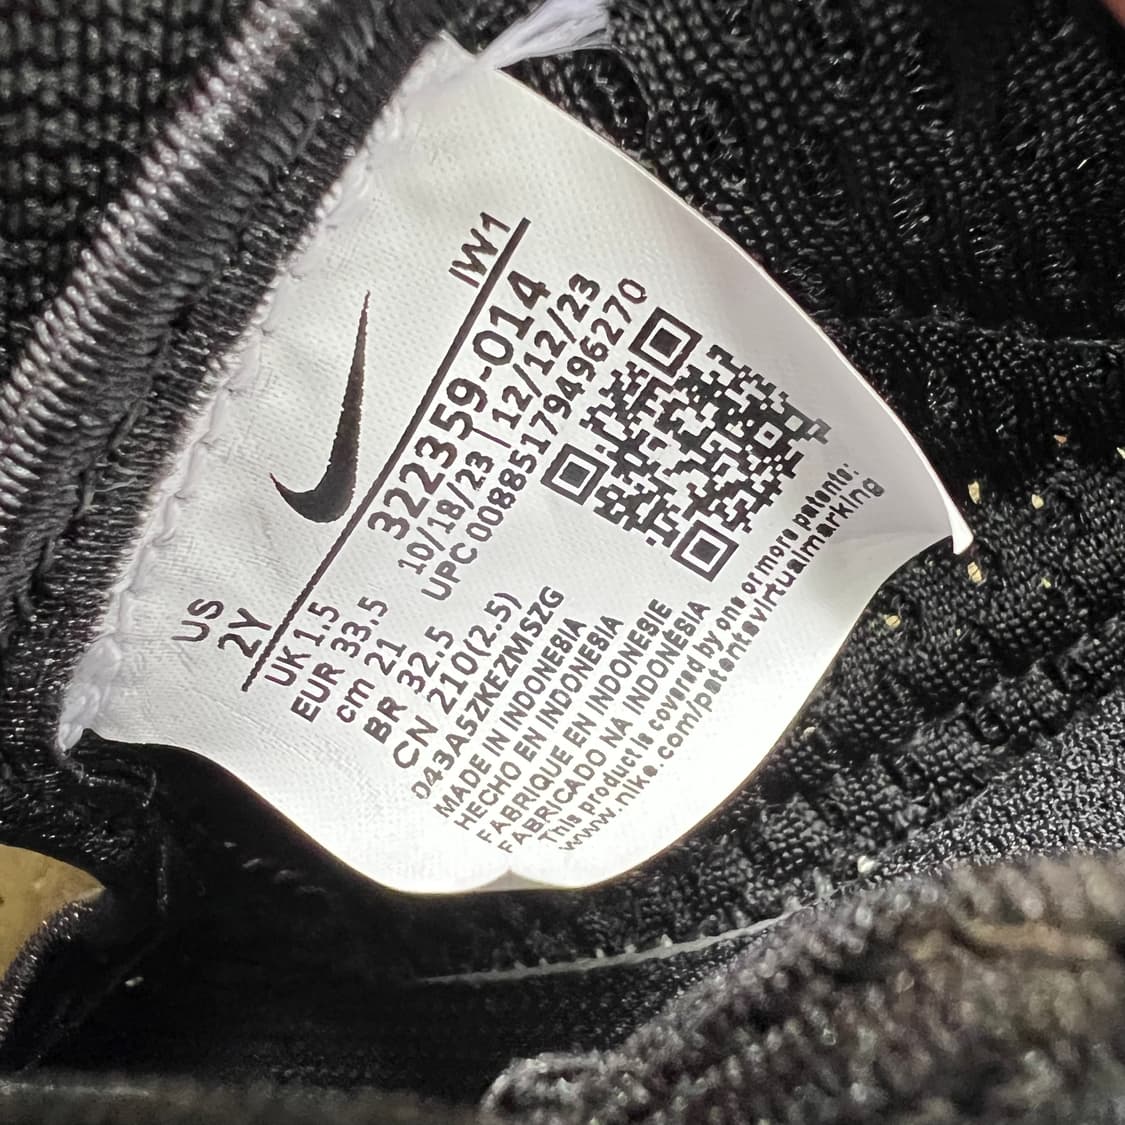 US
2Y
IW1
UK 1.5
EUR 33.5
cm 21
BR 32.5
CN 210(2.5)
322359-014
10/18/23 | 12/12/23
UPC 00885179496270
043A5ZKEZMSZG
MADE IN INDONESIA
HECHO EN INDONESIA
FABRIQUE EN INDONESIE
FABRICADO NA INDONÉSIA
This product is covered by one or more patents:
www.nike.com/patentsvirtualmarking